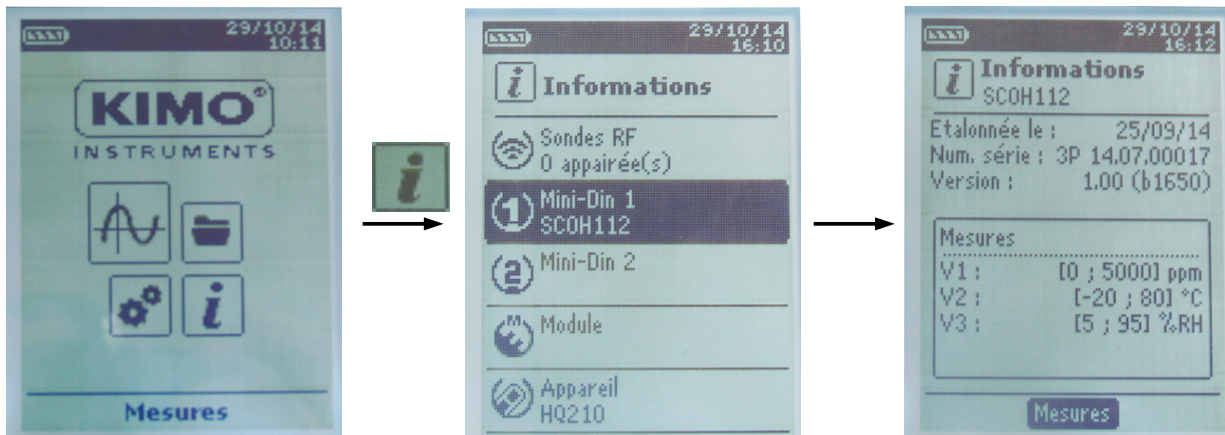 29/10/14
10:11
KIMO®
INSTRUMENTS
i
Mesures
i
29/10/14
16:10
i Informations
Sondes RF
0 appairée(s)
1 Mini-Din 1
SCOH112
2 Mini-Din 2
M Module
Appareil
HQ210
29/10/14
16:12
i Informations
SCOH112
Etalonnée le : 25/09/14
Num. série : 3P 14.07.00017
Version : 1.00 (b1650)
Mesures
V1 : [0 ; 5000] ppm
V2 : [-20 ; 80] °C
V3 : [5 ; 95] %RH
Mesures